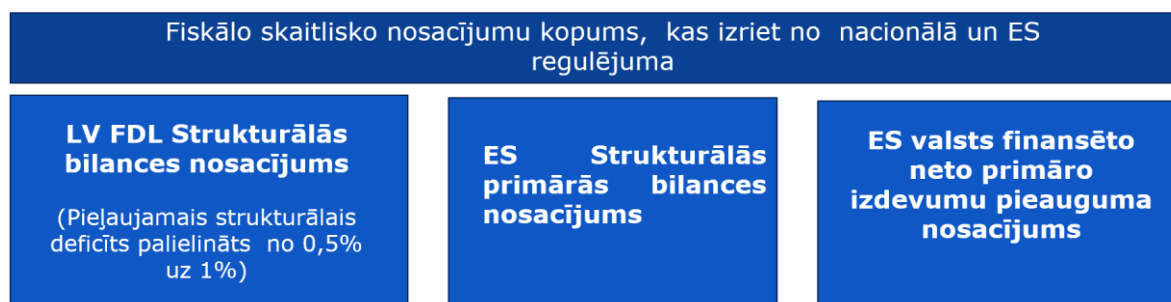 Fiskālo skaitlisko nosacījumu kopums, kas izriet no nacionālā un ES
regulējuma
LV FDL Strukturālās
bilances nosacījums
(Pieļaujamais strukturālais
deficīts palielināts no 0,5%
uz 1%)
ES Strukturālās
primārās bilances
nosacījums
ES valsts finansēto
neto primāro
izdevumu pieauguma
nosacījums